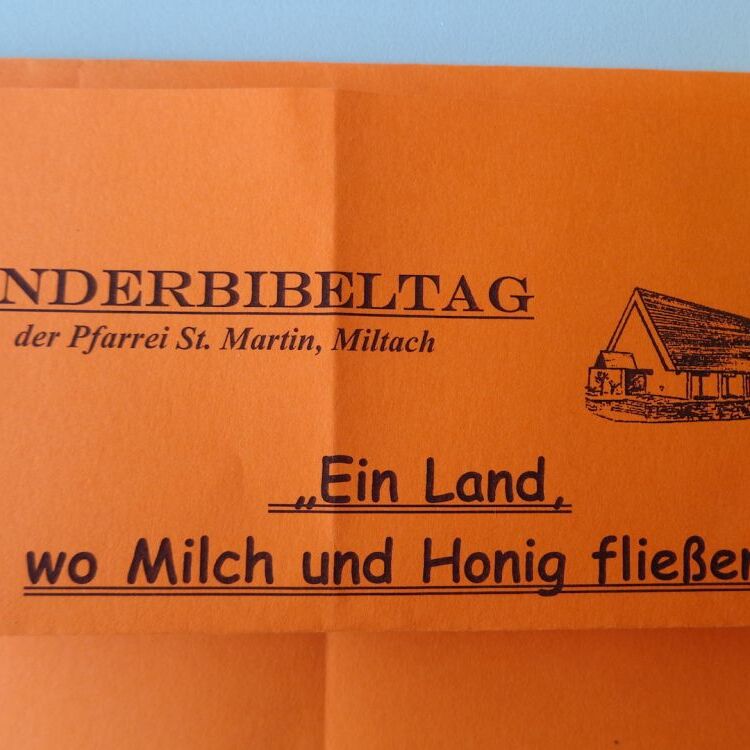 NDERBIBELTAG
der Pfarrei St. Martin, Miltach
„Ein Land,
wo Milch und Honig fließen